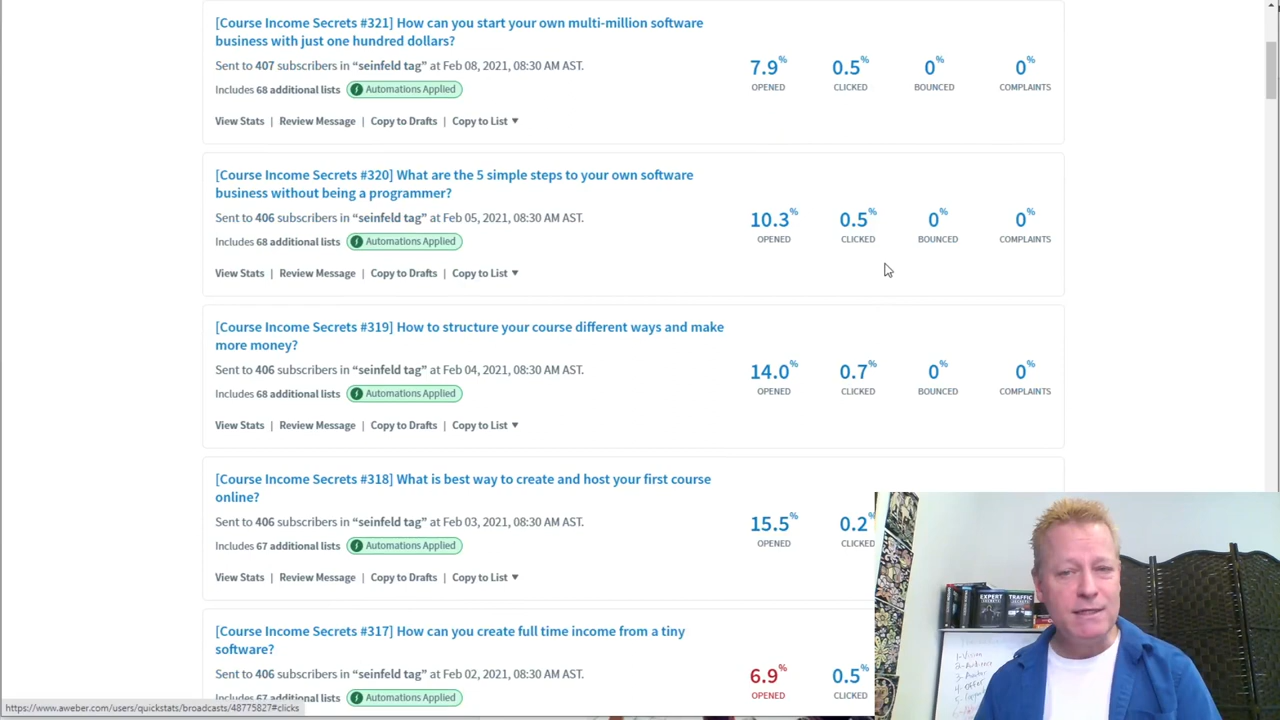 [Course Income Secrets #321] How can you start your own multi-million software
business with just one hundred dollars?
Sent to 407 subscribers in “seinfeld tag” at Feb 08, 2021, 08:30 AM AST.
Includes 68 additional lists
Automations Applied
View Stats | Review Message | Copy to Drafts | Copy to List ▼
7.9% 0.5% 0% 0%
OPENED CLICKED BOUNCED COMPLAINTS
[Course Income Secrets #320] What are the 5 simple steps to your own software
business without being a programmer?
Sent to 406 subscribers in “seinfeld tag” at Feb 05, 2021, 08:30 AM AST.
Includes 68 additional lists
Automations Applied
View Stats | Review Message | Copy to Drafts | Copy to List ▼
10.3% 0.5% 0% 0%
OPENED CLICKED BOUNCED COMPLAINTS
[Course Income Secrets #319] How to structure your course different ways and make
more money?
Sent to 406 subscribers in “seinfeld tag” at Feb 04, 2021, 08:30 AM AST.
Includes 68 additional lists
Automations Applied
View Stats | Review Message | Copy to Drafts | Copy to List ▼
14.0% 0.7% 0% 0%
OPENED CLICKED BOUNCED COMPLAINTS
[Course Income Secrets #318] What is best way to create and host your first course
online?
Sent to 406 subscribers in “seinfeld tag” at Feb 03, 2021, 08:30 AM AST.
Includes 67 additional lists
Automations Applied
View Stats | Review Message | Copy to Drafts | Copy to List ▼
15.5% 0.2%
OPENED CLICKED
[Course Income Secrets #317] How can you create full time income from a tiny
software?
Sent to 406 subscribers in “seinfeld tag” at Feb 02, 2021, 08:30 AM AST.
Includes 67 additional lists
Automations Applied
6.9% 0.5%
OPENED CLICKED
https://www.aweber.com/users/quickstats/broadcasts/48775827#clicks
EXPERT
SECRETS
TRAFFIC
SECRETS
1-Vision
2-Audience
4-Offer